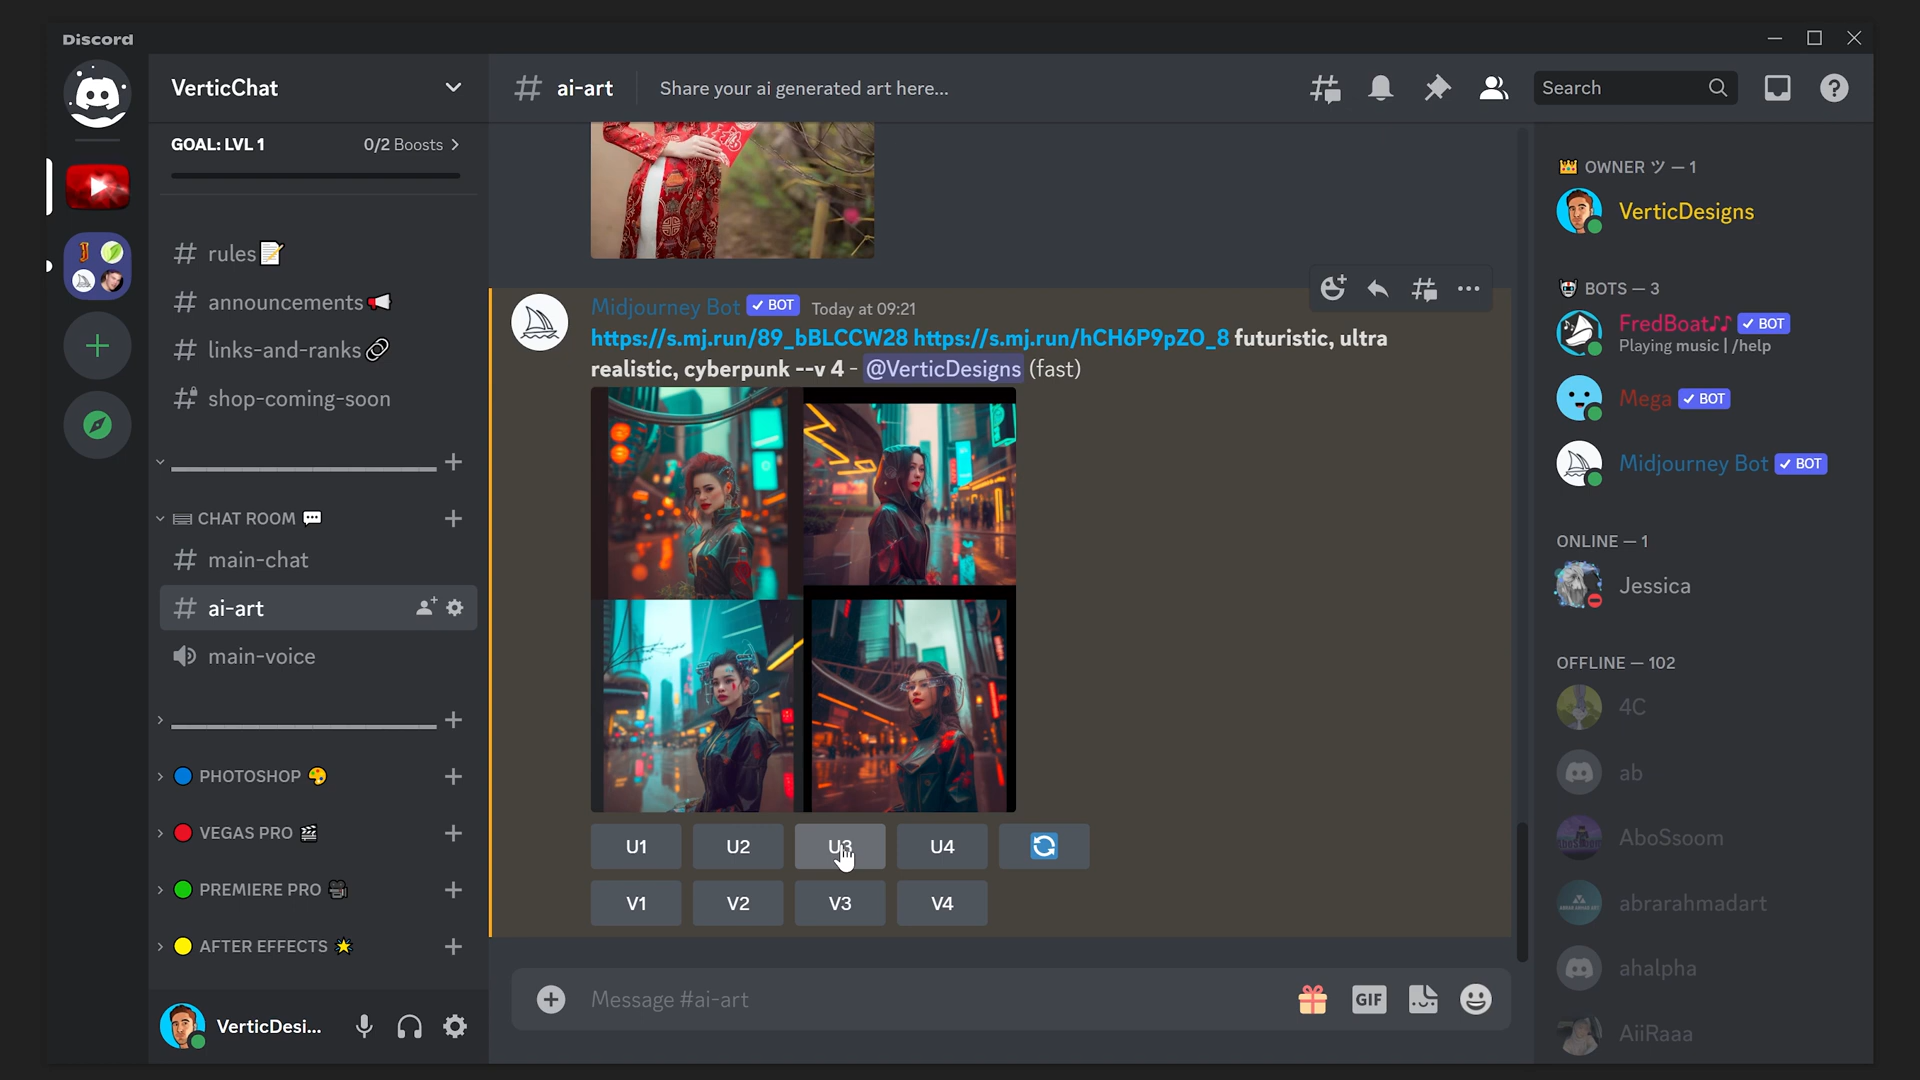 Discord
VerticChat
GOAL: LVL 1
0/2 Boosts
rules
announcements
links-and-ranks
shop-coming-soon
CHAT ROOM
main-chat
ai-art
main-voice
PHOTOSHOP
VEGAS PRO
PREMIERE PRO
AFTER EFFECTS
VerticDesi...
ai-art
Share your ai generated art here...
Search
Midjourney Bot ✓ BOT Today at 09:21
https://s.mj.run/89_bBLCCW28 https://s.mj.run/hCH6P9pZO_8 futuristic, ultra
realistic, cyberpunk --v 4 - @VerticDesigns (fast)
U1 U2 U3 U4
V1 V2 V3 V4
Message #ai-art
GIF
OWNER ツ — 1
VerticDesigns
BOTS — 3
FredBoat♪♪ ✓ BOT
Playing music | /help
Mega ✓ BOT
Midjourney Bot ✓ BOT
ONLINE — 1
Jessica
OFFLINE — 102
4C
ab
AboSsoom
abrarahmadart
ahalpha
AiiRaaa